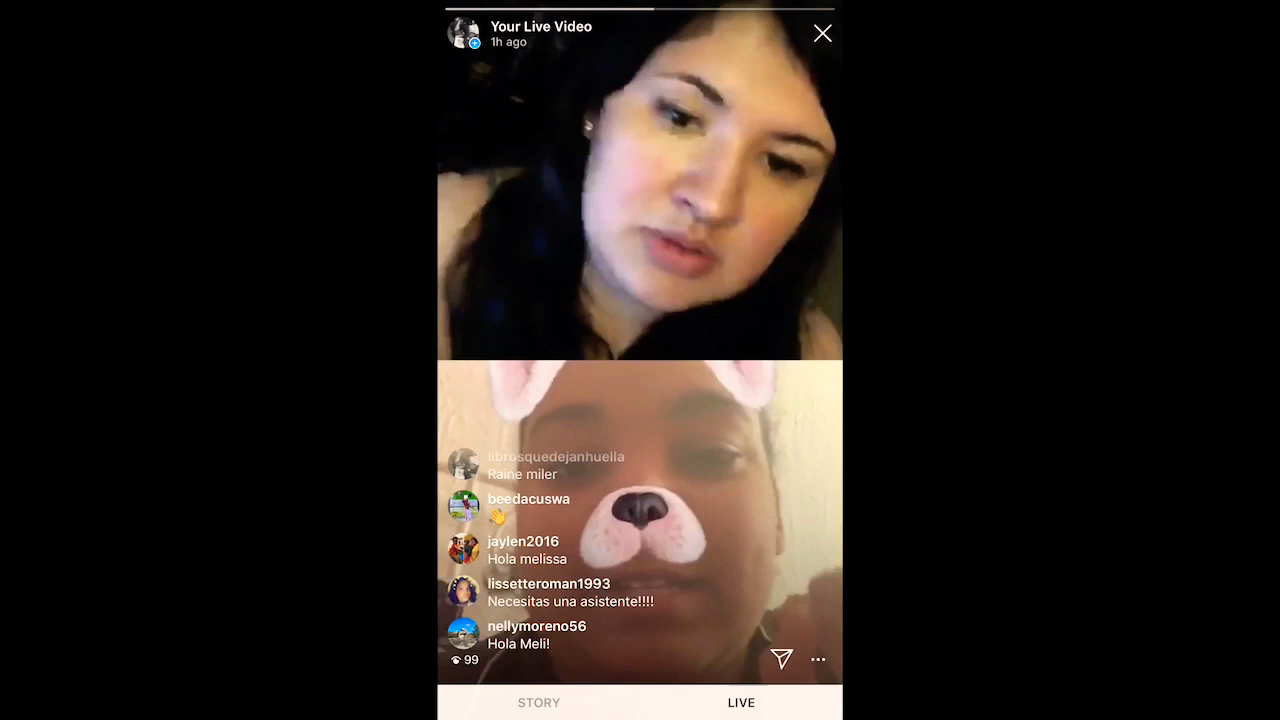 Your Live Video
1h ago
librosquedejanhuella
Raine miler
beedacuswa
👋
jaylen2016
Hola melissa
lissetteroman1993
Necesitas una asistente!!!!
nellymoreno56
Hola Meli!
99
STORY
LIVE